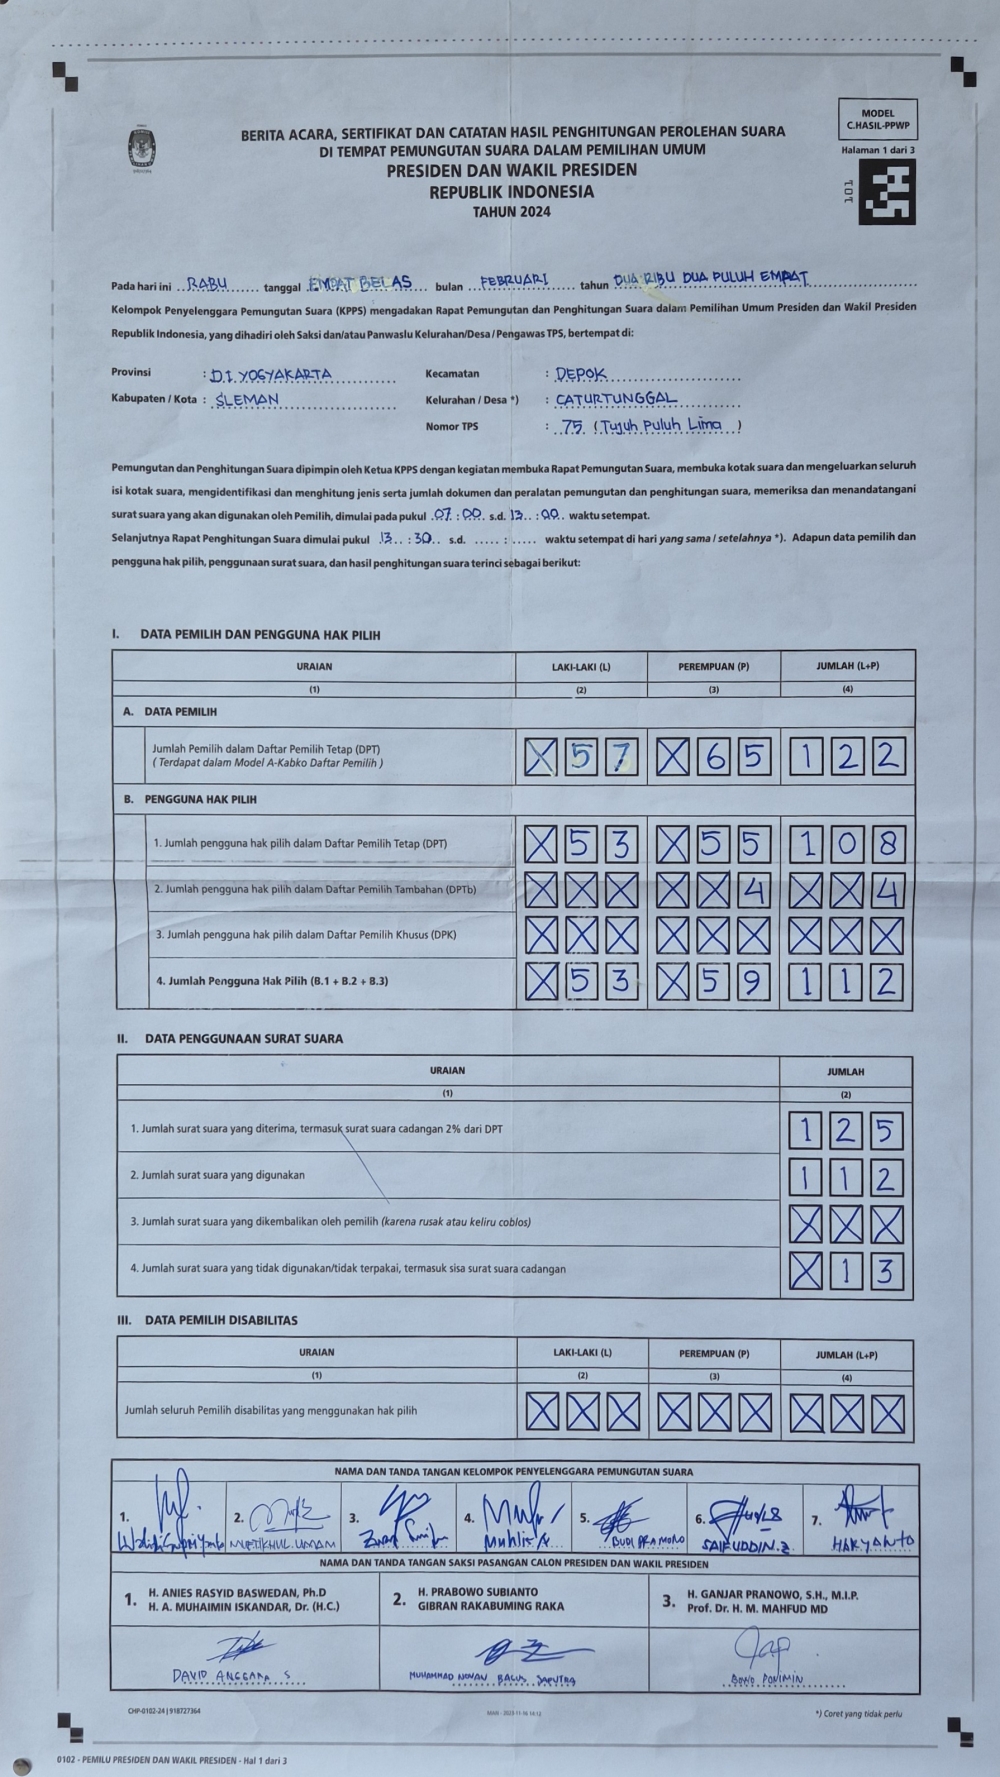 MODEL
C.HASIL-PPWP
Halaman 1 dari 3
101
BERITA ACARA, SERTIFIKAT DAN CATATAN HASIL PENGHITUNGAN PEROLEHAN SUARA
DI TEMPAT PEMUNGUTAN SUARA DALAM PEMILIHAN UMUM
PRESIDEN DAN WAKIL PRESIDEN
REPUBLIK INDONESIA
TAHUN 2024
Pada hari ini RABU tanggal EMPAT BELAS bulan FEBRUARI tahun DUA RIBU DUA PULUH EMPAT
Kelompok Penyelenggara Pemungutan Suara (KPPS) mengadakan Rapat Pemungutan dan Penghitungan Suara dalam Pemilihan Umum Presiden dan Wakil Presiden
Republik Indonesia, yang dihadiri oleh Saksi dan/atau Panwaslu Kelurahan/Desa / Pengawas TPS, bertempat di:
Provinsi : D.I. YOGYAKARTA Kecamatan : DEPOK
Kabupaten / Kota : SLEMAN Kelurahan / Desa *) : CATURTUNGGAL
Nomor TPS : 75 (Tujuh Puluh Lima)
Pemungutan dan Penghitungan Suara dipimpin oleh Ketua KPPS dengan kegiatan membuka Rapat Pemungutan Suara, membuka kotak suara dan mengeluarkan seluruh
isi kotak suara, mengidentifikasi dan menghitung jenis serta jumlah dokumen dan peralatan pemungutan dan penghitungan suara, memeriksa dan menandatangani
surat suara yang akan digunakan oleh Pemilih, dimulai pada pukul 07 : 00 s.d. 13 : 00 waktu setempat.
Selanjutnya Rapat Penghitungan Suara dimulai pukul 13 : 30 s.d. ..... : ..... waktu setempat di hari yang sama / setelahnya *). Adapun data pemilih dan
pengguna hak pilih, penggunaan surat suara, dan hasil penghitungan suara terinci sebagai berikut:
I. DATA PEMILIH DAN PENGGUNA HAK PILIH
URAIAN LAKI-LAKI (L) PEREMPUAN (P) JUMLAH (L+P)
(1) (2) (3) (4)
A. DATA PEMILIH
Jumlah Pemilih dalam Daftar Pemilih Tetap (DPT) X 5 7 X 6 5 1 2 2
( Terdapat dalam Model A-Kabko Daftar Pemilih )
B. PENGGUNA HAK PILIH
1. Jumlah pengguna hak pilih dalam Daftar Pemilih Tetap (DPT) X 5 3 X 5 5 1 0 8
2. Jumlah pengguna hak pilih dalam Daftar Pemilih Tambahan (DPTb) X X X X X 4 X X 4
3. Jumlah pengguna hak pilih dalam Daftar Pemilih Khusus (DPK) X X X X X X X X X
4. Jumlah Pengguna Hak Pilih (B.1 + B.2 + B.3) X 5 3 X 5 9 1 1 2
II. DATA PENGGUNAAN SURAT SUARA
URAIAN JUMLAH
(1) (2)
1. Jumlah surat suara yang diterima, termasuk surat suara cadangan 2% dari DPT 1 2 5
2. Jumlah surat suara yang digunakan 1 1 2
3. Jumlah surat suara yang dikembalikan oleh pemilih (karena rusak atau keliru coblos) X X X
4. Jumlah surat suara yang tidak digunakan/tidak terpakai, termasuk sisa surat suara cadangan X 1 3
III. DATA PEMILIH DISABILITAS
URAIAN LAKI-LAKI (L) PEREMPUAN (P) JUMLAH (L+P)
(1) (2) (3) (4)
Jumlah seluruh Pemilih disabilitas yang menggunakan hak pilih X X X X X X X X X
NAMA DAN TANDA TANGAN KELOMPOK PENYELENGGARA PEMUNGUTAN SUARA
1. 2. 3. 4. 5. 6. 7.
MIFTAKHUL UMAM Muhlis A BUDI PRAMONO SAIFUDDIN.Z HARYANTO
NAMA DAN TANDA TANGAN SAKSI PASANGAN CALON PRESIDEN DAN WAKIL PRESIDEN
1. H. ANIES RASYID BASWEDAN, Ph.D
H. A. MUHAIMIN ISKANDAR, Dr. (H.C.)
2. H. PRABOWO SUBIANTO
GIBRAN RAKABUMING RAKA
3. H. GANJAR PRANOWO, S.H., M.I.P.
Prof. Dr. H. M. MAHFUD MD
DAVID ANGGARA S MUHAMMAD NOVAN BAGUS SAPUTRA BOWO PONIMIN
CHP-0102-24 | 918727364
*) Coret yang tidak perlu
0102 - PEMILU PRESIDEN DAN WAKIL PRESIDEN - Hal 1 dari 3